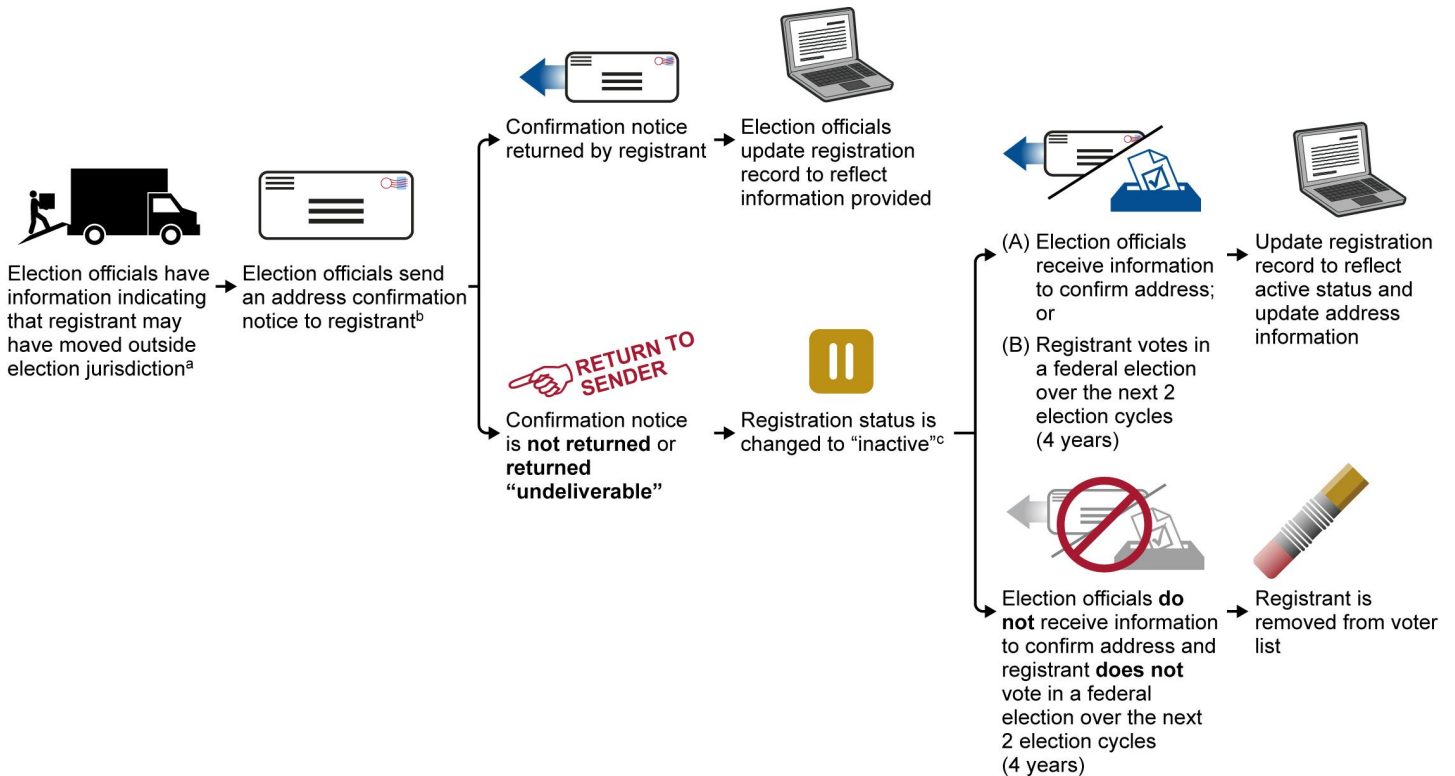 Election officials have
information indicating
that registrant may
have moved outside
election jurisdictionᵃ
Election officials send
an address confirmation
notice to registrantᵇ
Confirmation notice
returned by registrant
Election officials
update registration
record to reflect
information provided
RETURN TO
SENDER
Confirmation notice
is not returned or
returned
“undeliverable”
Registration status is
changed to “inactive”ᶜ
(A) Election officials
receive information
to confirm address;
or
(B) Registrant votes in
a federal election
over the next 2
election cycles
(4 years)
Update registration
record to reflect
active status and
update address
information
Election officials do
not receive information
to confirm address and
registrant does not
vote in a federal
election over the next
2 election cycles
(4 years)
Registrant is
removed from voter
list